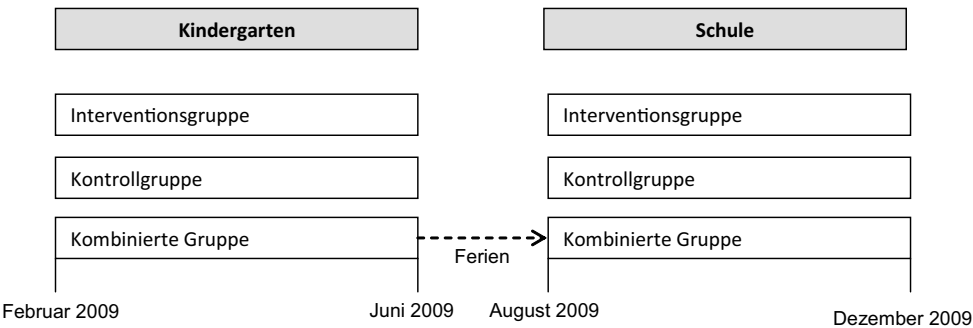 Kindergarten
Schule
Interventionsgruppe
Interventionsgruppe
Kontrollgruppe
Kontrollgruppe
Kombinierte Gruppe
Kombinierte Gruppe
Ferien
Februar 2009
Juni 2009
August 2009
Dezember 2009